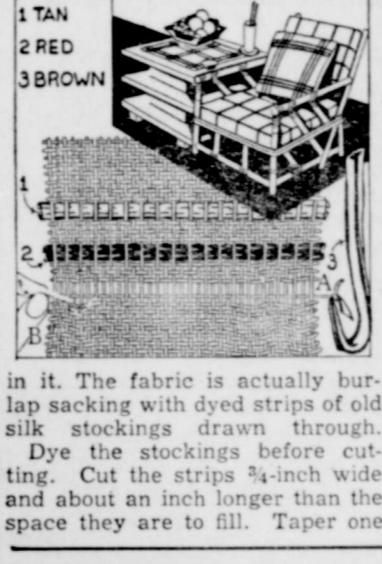 1 TAN
2 RED
3 BROWN
1
2
3
A
B
in it. The fabric is actually bur-
lap sacking with dyed strips of old
silk stockings drawn through.
Dye the stockings before cut-
ting. Cut the strips ¾-inch wide
and about an inch longer than the
space they are to fill. Taper one